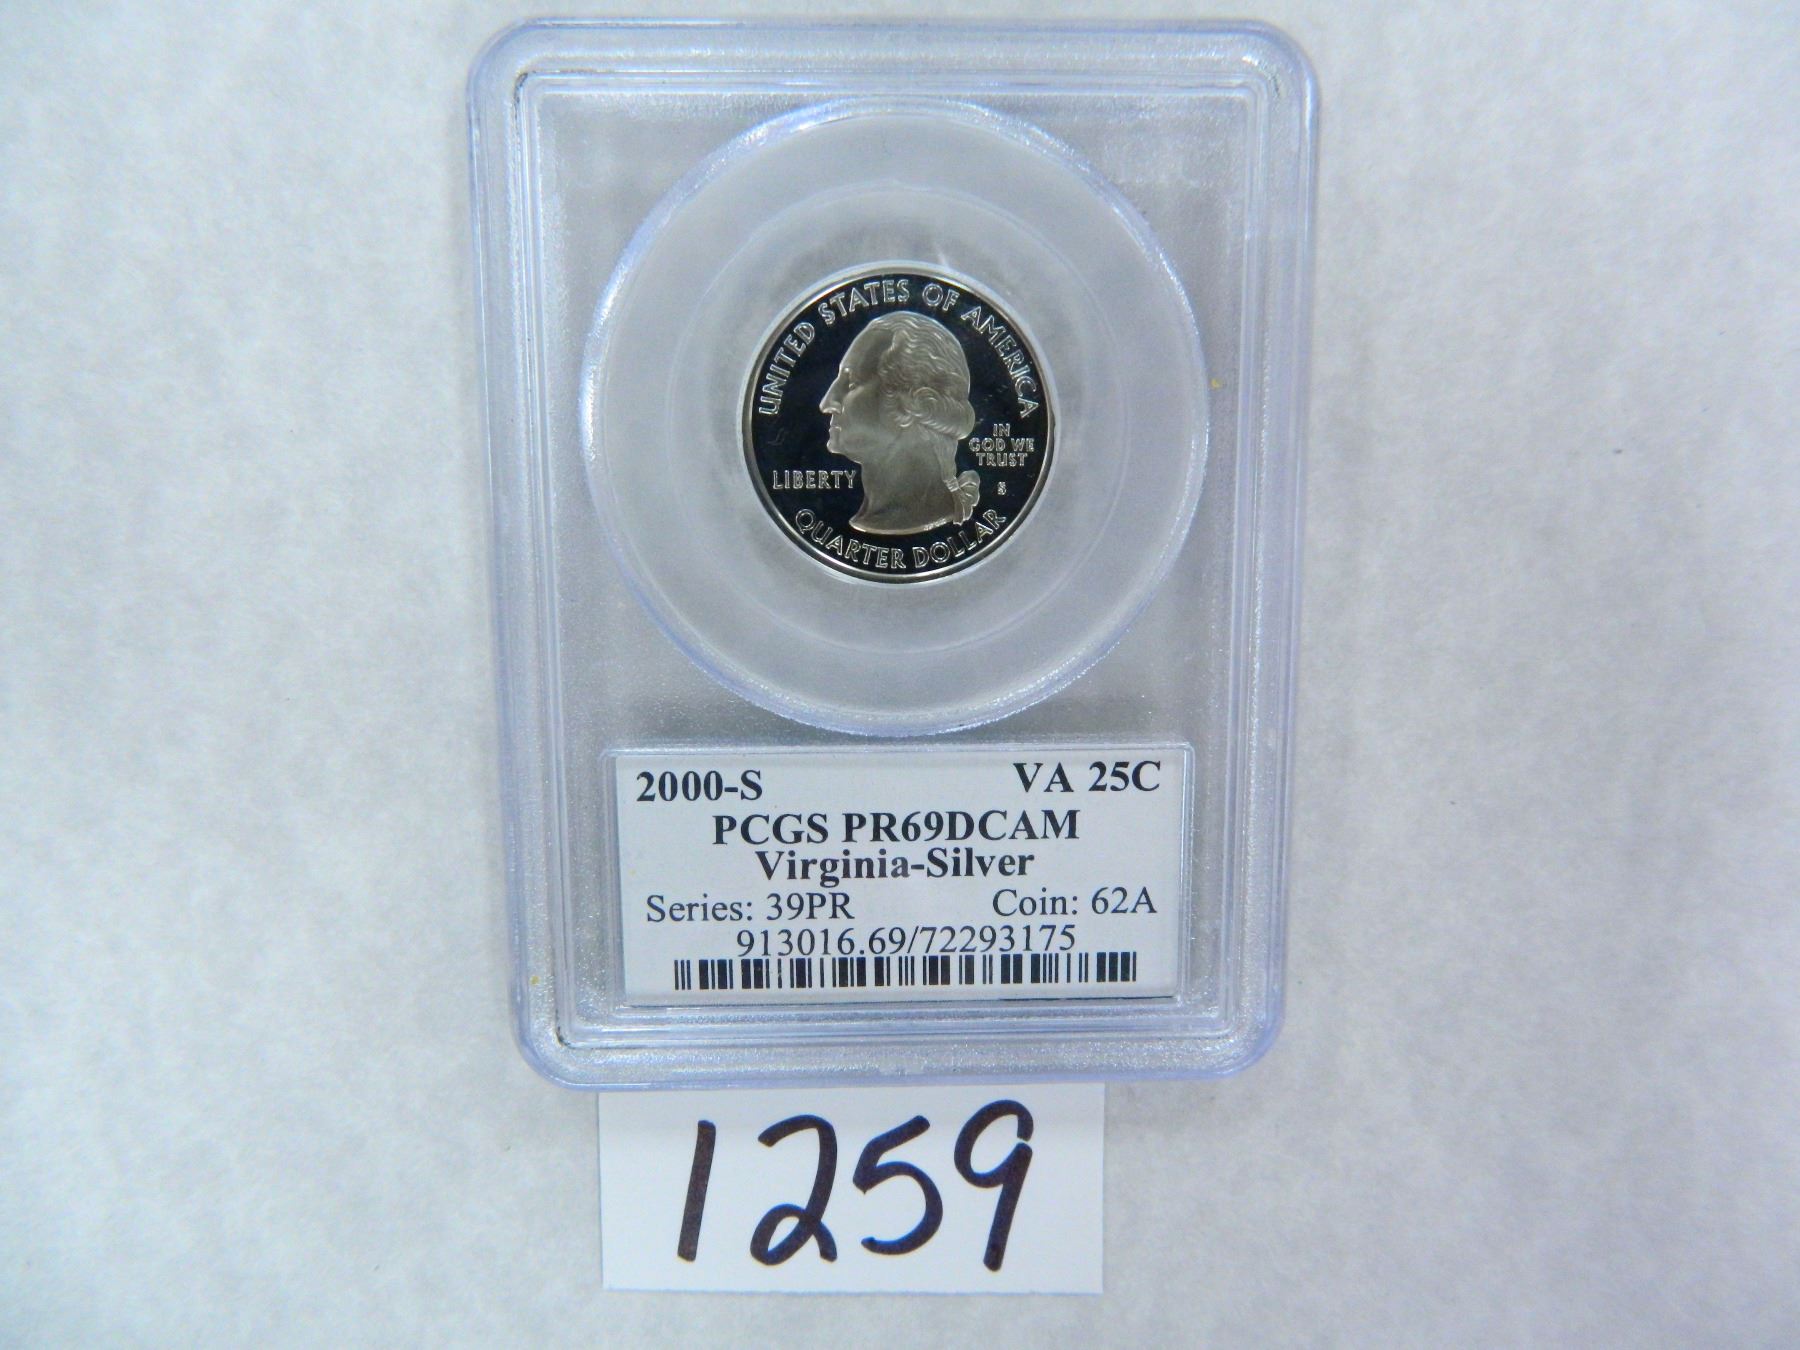 UNITED STATES OF AMERICA
LIBERTY
IN
GOD WE
TRUST
S
QUARTER DOLLAR
2000-S VA 25C
PCGS PR69DCAM
Virginia-Silver
Series: 39PR Coin: 62A
913016.69/72293175
1259